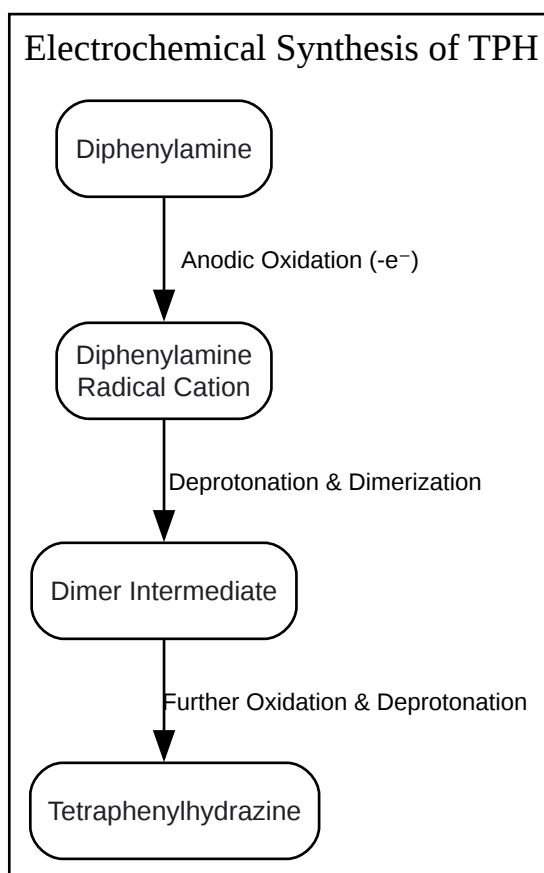 Electrochemical Synthesis of TPH
Diphenylamine
Anodic Oxidation (-e⁻)
Diphenylamine
Radical Cation
Deprotonation & Dimerization
Dimer Intermediate
Further Oxidation & Deprotonation
Tetraphenylhydrazine